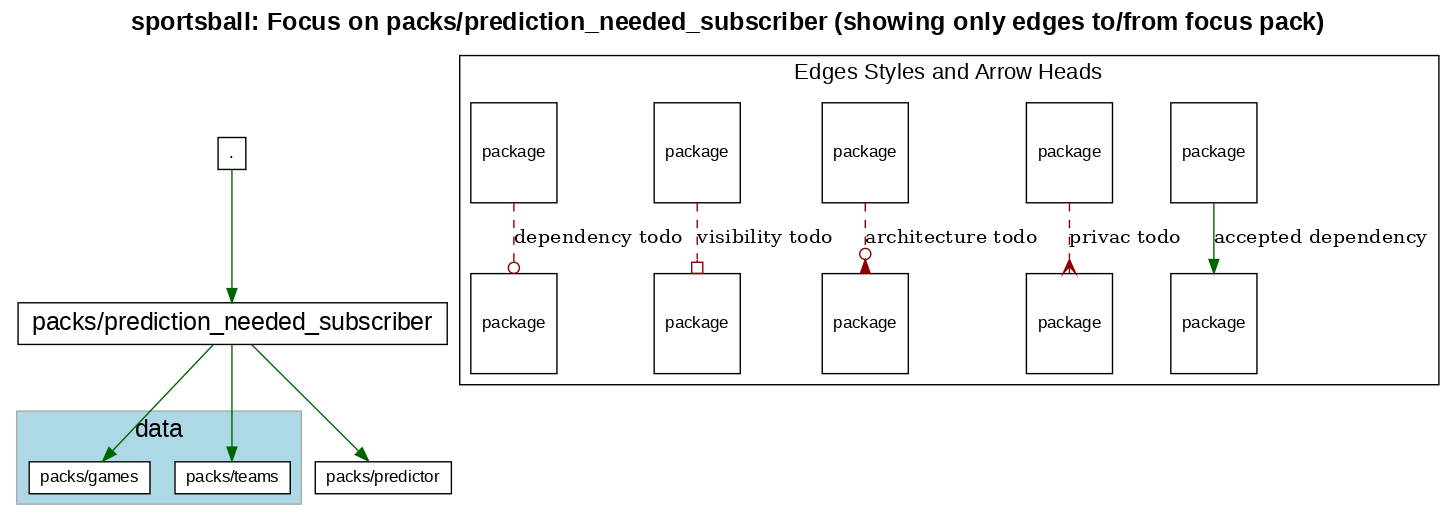 sportsball: Focus on packs/prediction_needed_subscriber (showing only edges to/from focus pack)
Edges Styles and Arrow Heads
package package package package package
.
dependency todo visibility todo architecture todo privac todo accepted dependency
packs/prediction_needed_subscriber
package package package package package
data
packs/games packs/teams packs/predictor